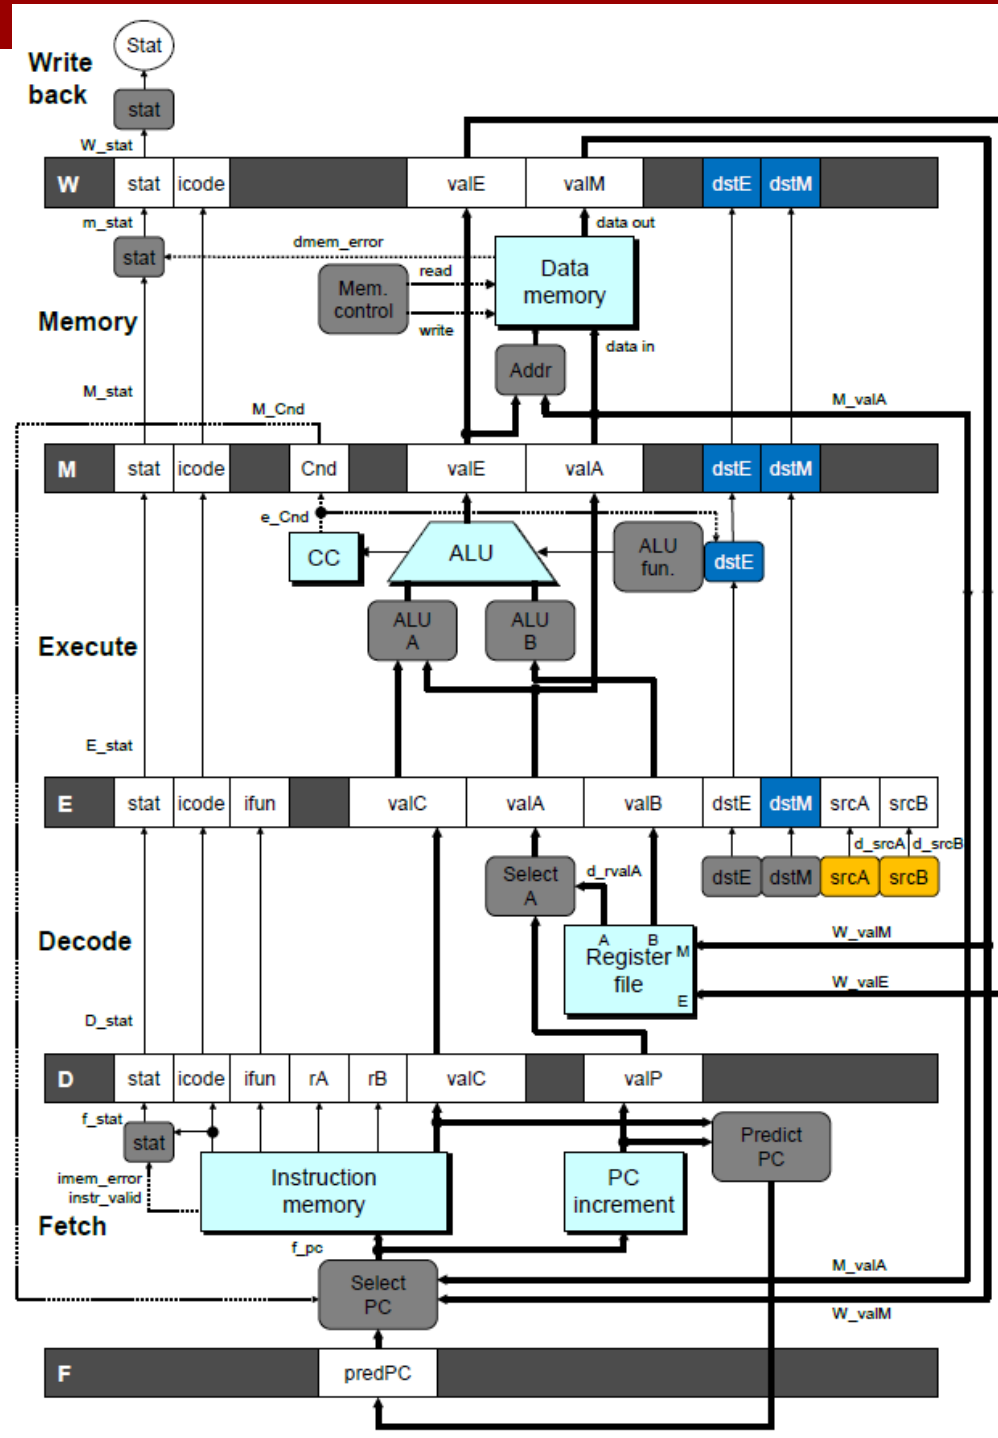 Stat
Write
back
stat
W_stat
W stat icode valE valM dstE dstM
m_stat
data out
stat
dmem_error
Data
memory
read
Mem.
control
write
Memory
data in
Addr
M_stat
M_Cnd
M_valA
M stat icode Cnd valE valA dstE dstM
e_Cnd
CC
ALU
ALU
fun.
dstE
ALU
A
ALU
B
Execute
E_stat
E stat icode ifun valC valA valB dstE dstM srcA srcB
d_srcA d_srcB
Select
A
d_rvalA
dstE dstM srcA srcB
Decode
A B
Register M
file
E
W_valM
W_valE
D_stat
D stat icode ifun rA rB valC valP
f_stat
stat
Predict
PC
imem_error
instr_valid
Instruction
memory
PC
increment
Fetch
f_pc
Select
PC
M_valA
W_valM
F predPC